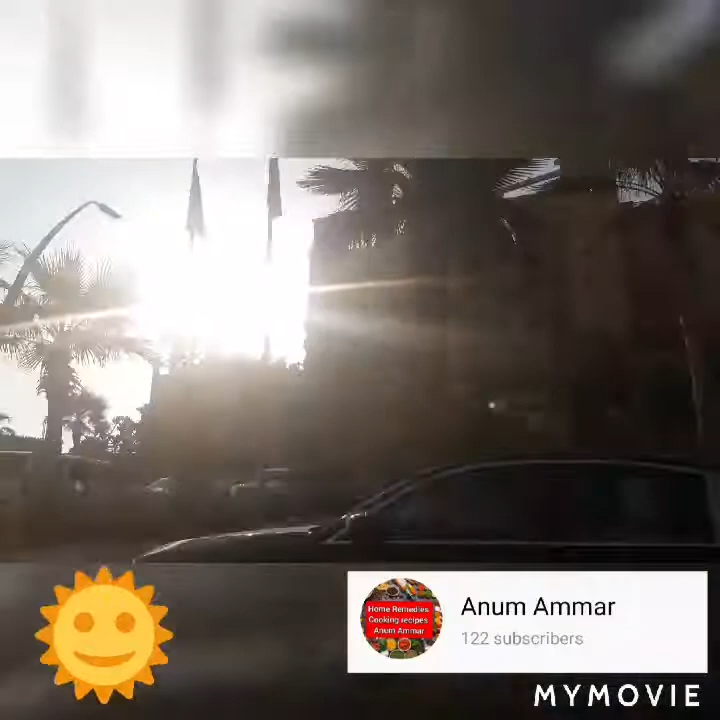 Home Remedies
Cooking recipes
Anum Ammar
Anum Ammar
122 subscribers
MYMOVIE